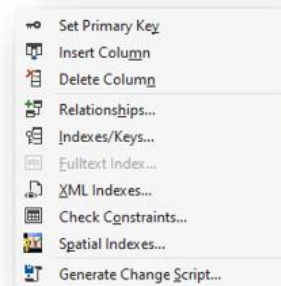 Set Primary Key
Insert Column
Delete Column
Relationships...
Indexes/Keys...
Fulltext Index...
XML Indexes...
Check Constraints...
Spatial Indexes...
Generate Change Script...